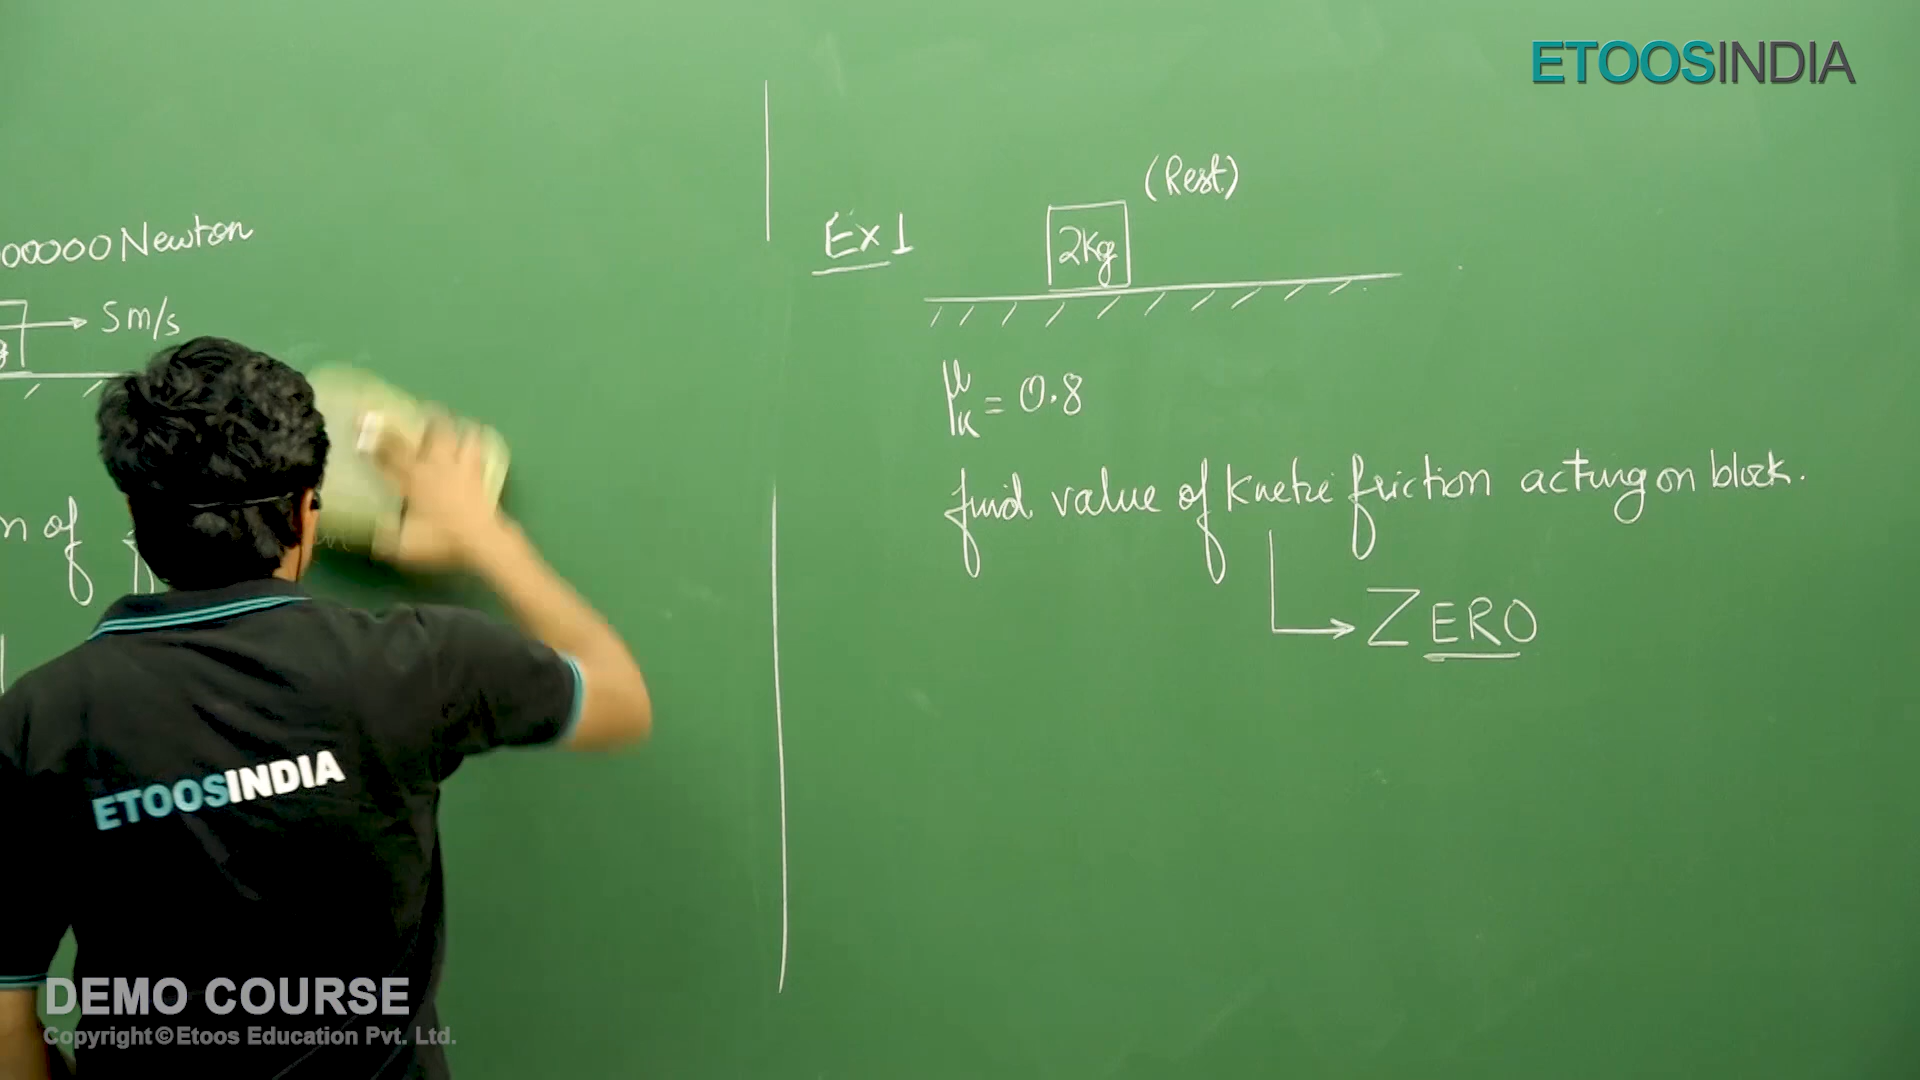 ETOOSINDIA
00000 Newton
5 m/s
n of
(Rest)
Ex 1
2Kg
μk = 0.8
find value of Kinetic friction acting on block.
ZERO
ETOOSINDIA
DEMO COURSE
Copyright © Etoos Education Pvt. Ltd.